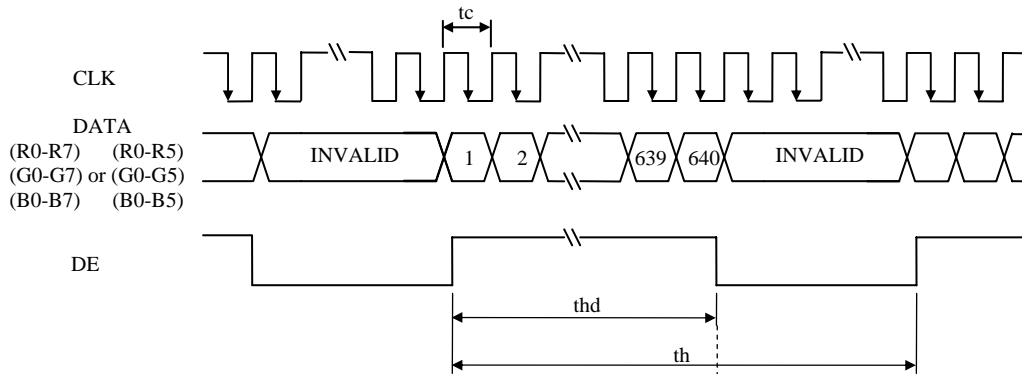 tc
CLK
DATA
(R0-R7) (R0-R5)
(G0-G7) or (G0-G5)
(B0-B7) (B0-B5)
INVALID 1 2 639 640 INVALID
DE
thd
th